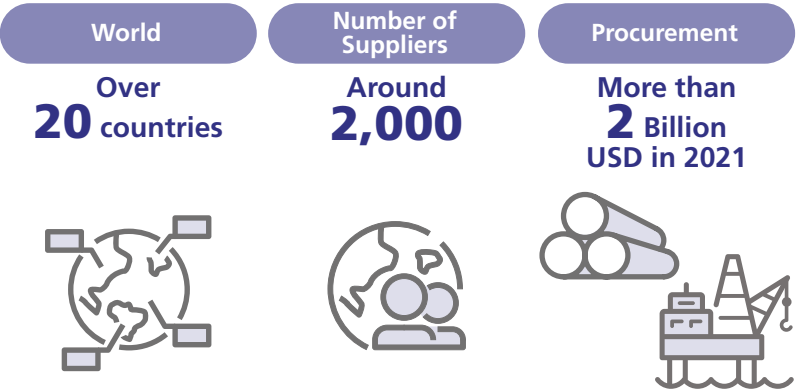 World
Over
20 countries
Number of
Suppliers
Around
2,000
Procurement
More than
2 Billion
USD in 2021